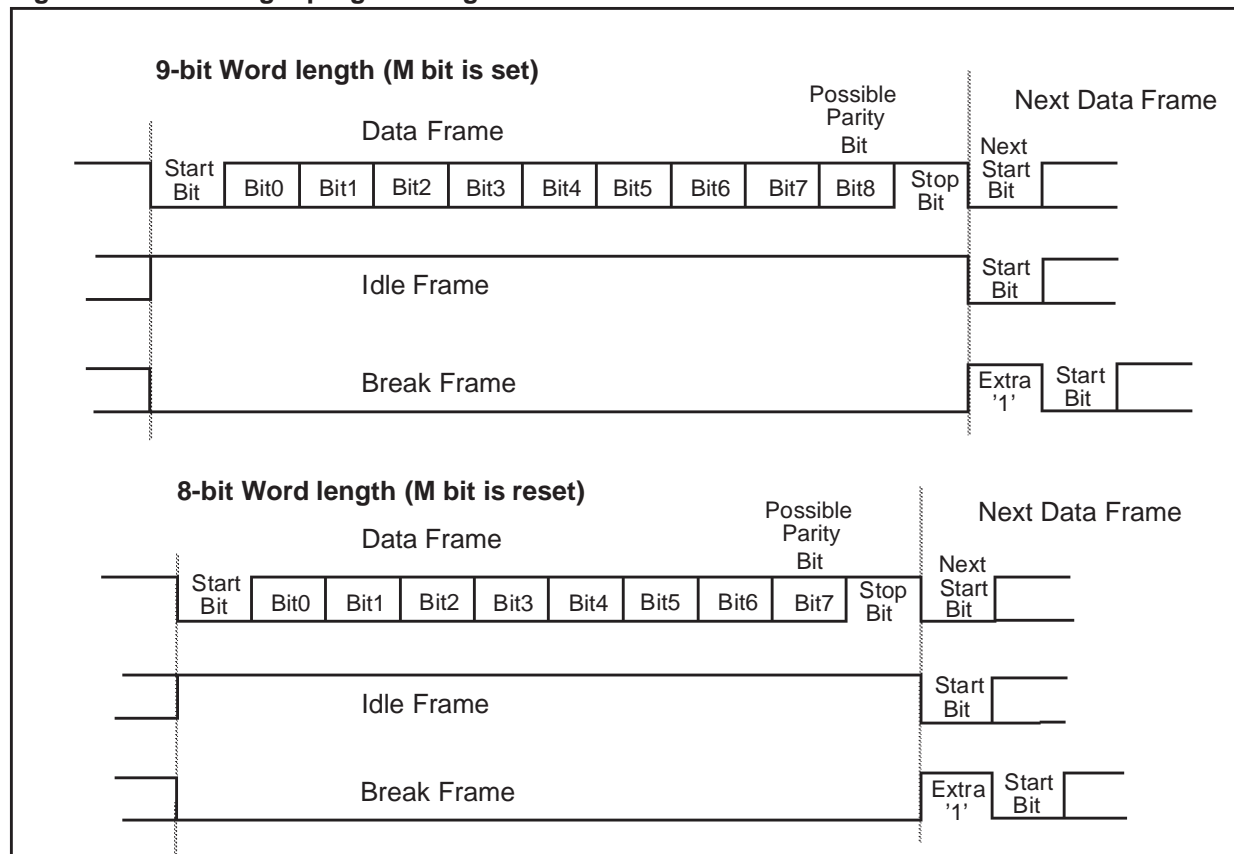 9-bit Word length (M bit is set)
Possible
Parity
Bit
Next Data Frame
Data Frame
Start
Bit
Bit0
Bit1
Bit2
Bit3
Bit4
Bit5
Bit6
Bit7
Bit8
Stop
Bit
Next
Start
Bit
Idle Frame
Start
Bit
Break Frame
Extra
'1'
Start
Bit
8-bit Word length (M bit is reset)
Possible
Parity
Bit
Next Data Frame
Data Frame
Start
Bit
Bit0
Bit1
Bit2
Bit3
Bit4
Bit5
Bit6
Bit7
Stop
Bit
Next
Start
Bit
Idle Frame
Start
Bit
Break Frame
Extra
'1'
Start
Bit